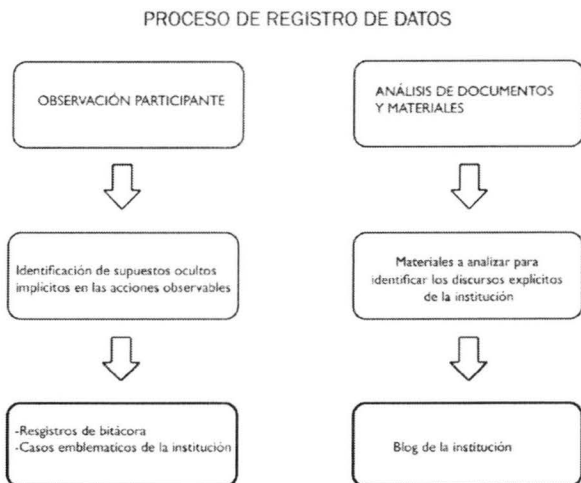 PROCESO DE REGISTRO DE DATOS
OBSERVACIÓN PARTICIPANTE
Identificación de supuestos ocultos
implícitos en las acciones observables
-Resgistros de bitácora
-Casos emblematicos de la institución
ANÁLISIS DE DOCUMENTOS
Y MATERIALES
Materiales a analizar para
identificar los discursos explícitos
de la institución
Blog de la institución